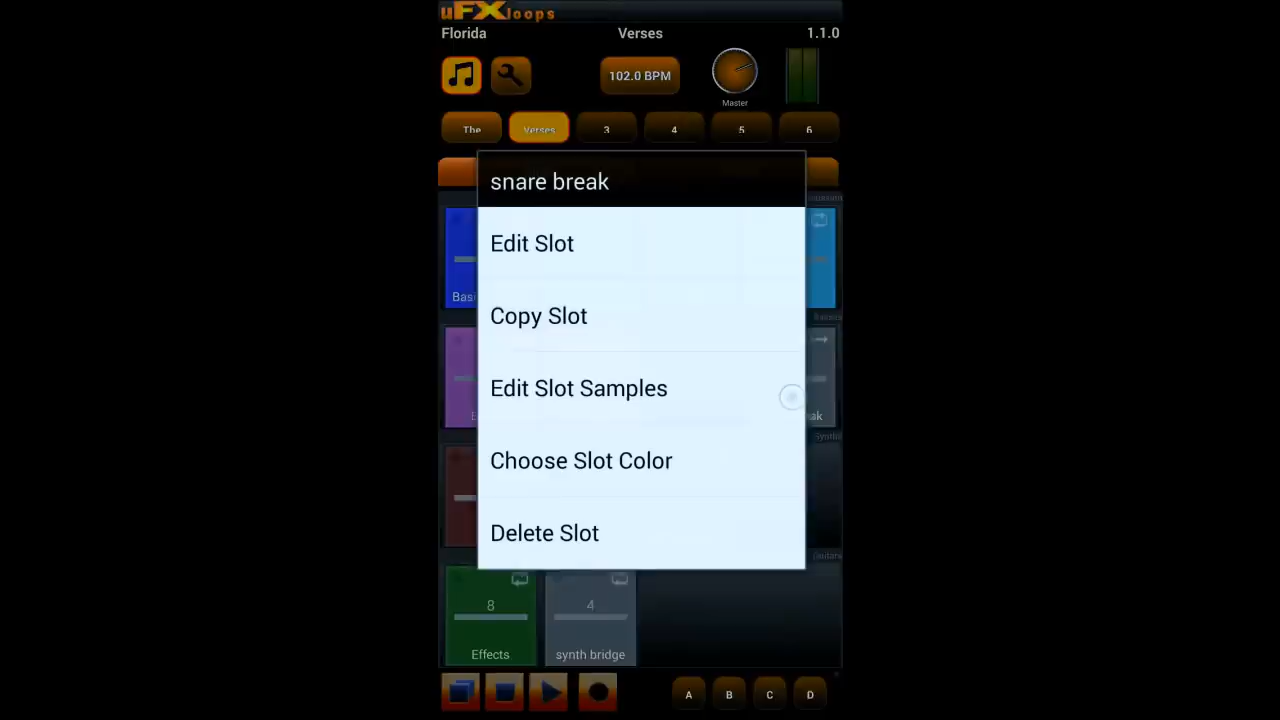 uFXloops
Florida Verses 1.1.0
102.0 BPM
Master
The Verses 3 4 5 6
snare break
Edit Slot
Copy Slot
Edit Slot Samples
Choose Slot Color
Delete Slot
8 4
Effects synth bridge
A B C D